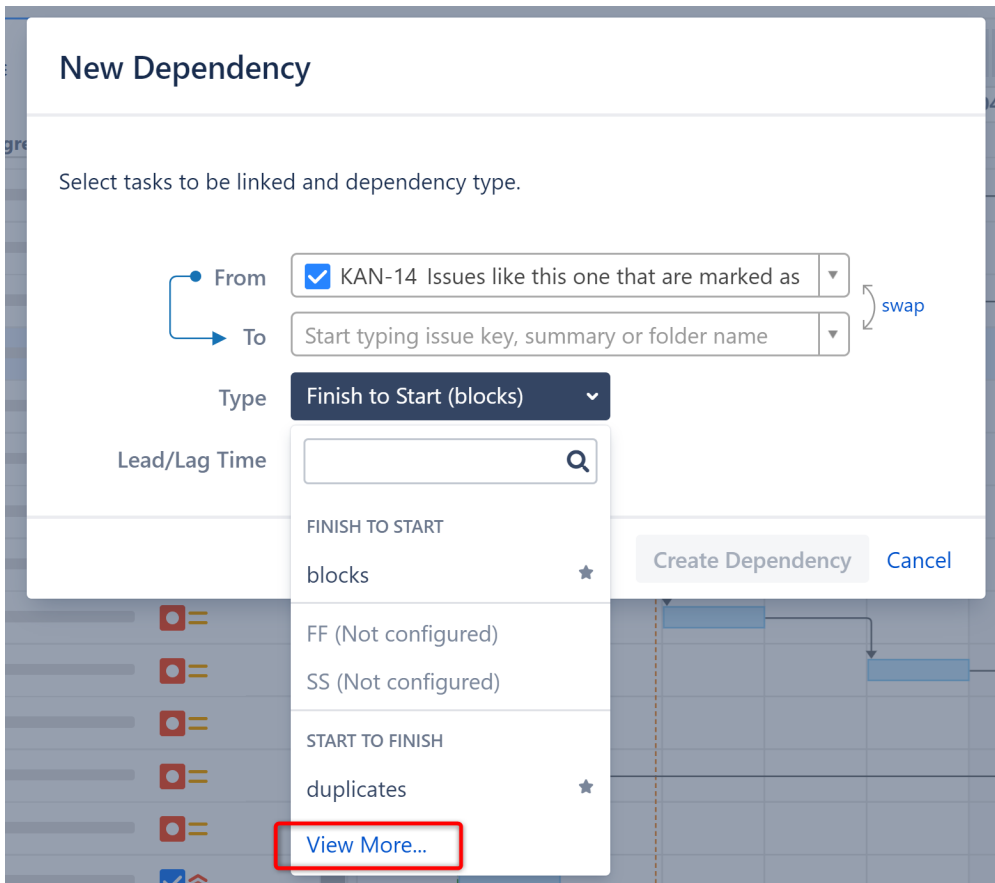 New Dependency
Select tasks to be linked and dependency type.
From
KAN-14 Issues like this one that are marked as
swap
To
Start typing issue key, summary or folder name
Type
Finish to Start (blocks)
Lead/Lag Time
FINISH TO START
blocks
FF (Not configured)
SS (Not configured)
START TO FINISH
duplicates
View More...
Create Dependency
Cancel